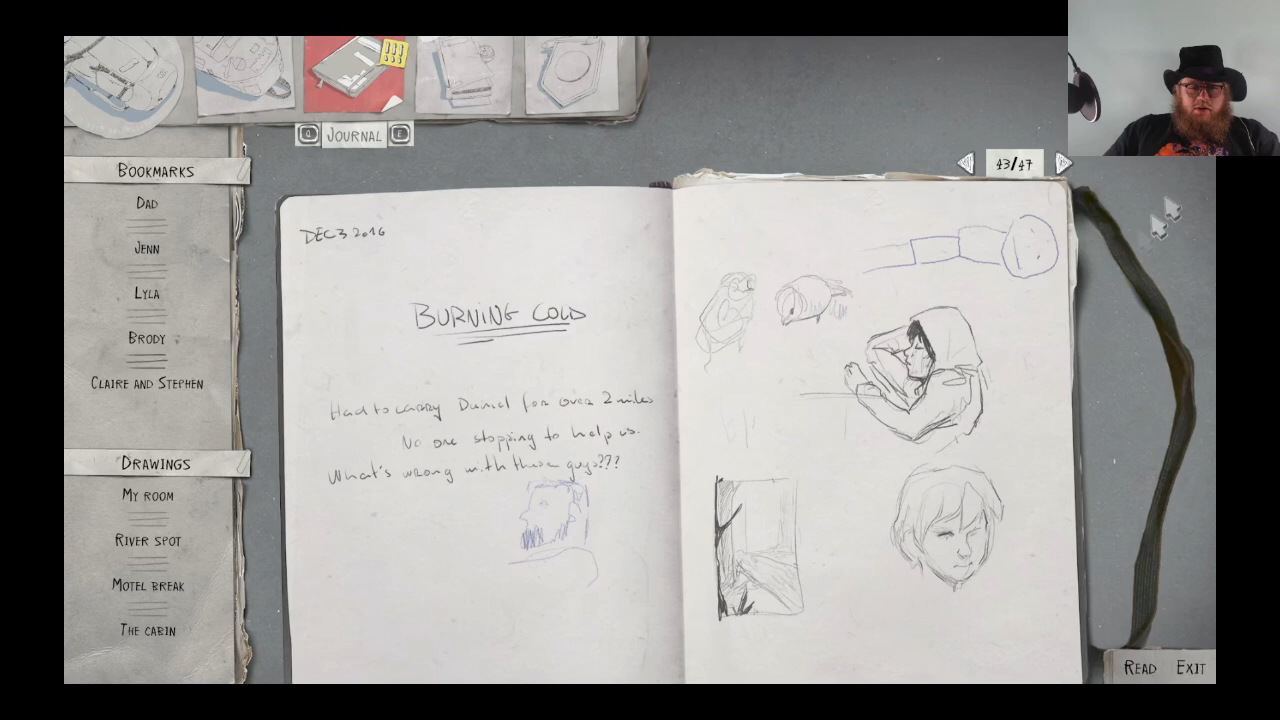 Q JOURNAL E
BOOKMARKS
DAD
JENN
LYLA
BRODY
CLAIRE AND STEPHEN
DRAWINGS
MY ROOM
RIVER SPOT
MOTEL BREAK
THE CABIN
43/47
DEC 3 2016
BURNING COLD
Had to carry Daniel for over 2 miles
No one stopping to help us.
What's wrong with these guys???
READ EXIT